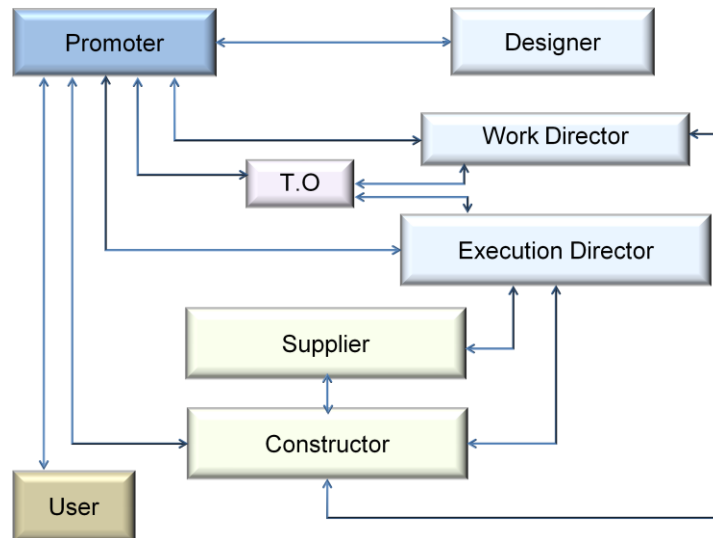 Promoter
Designer
Work Director
T.O
Execution Director
Supplier
Constructor
User